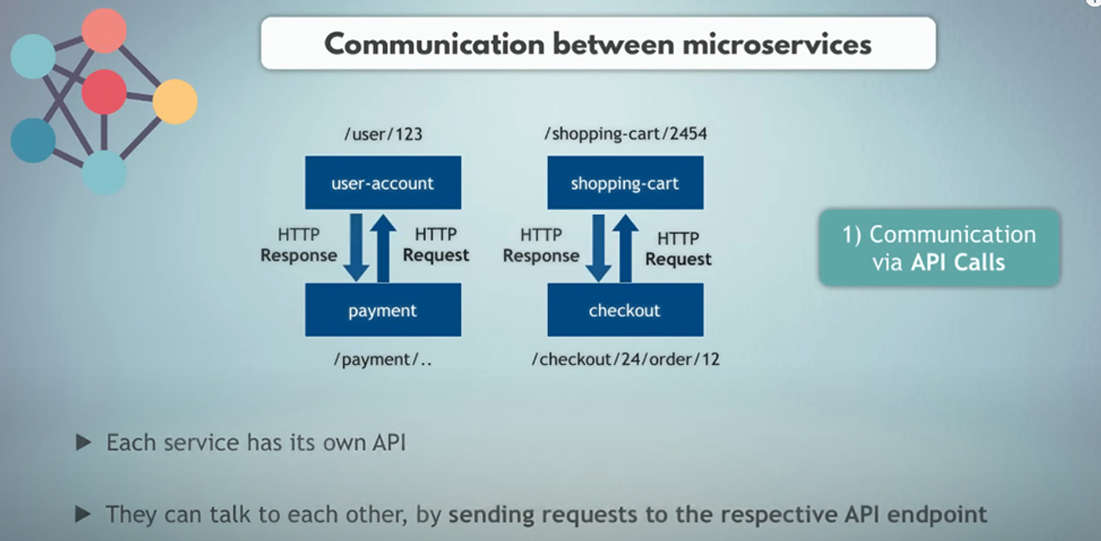 Communication between microservices
/user/123
/shopping-cart/2454
user-account
shopping-cart
HTTP
Response
HTTP
Request
HTTP
Response
HTTP
Request
1) Communication
via API Calls
payment
checkout
/payment/..
/checkout/24/order/12
Each service has its own API
They can talk to each other, by sending requests to the respective API endpoint